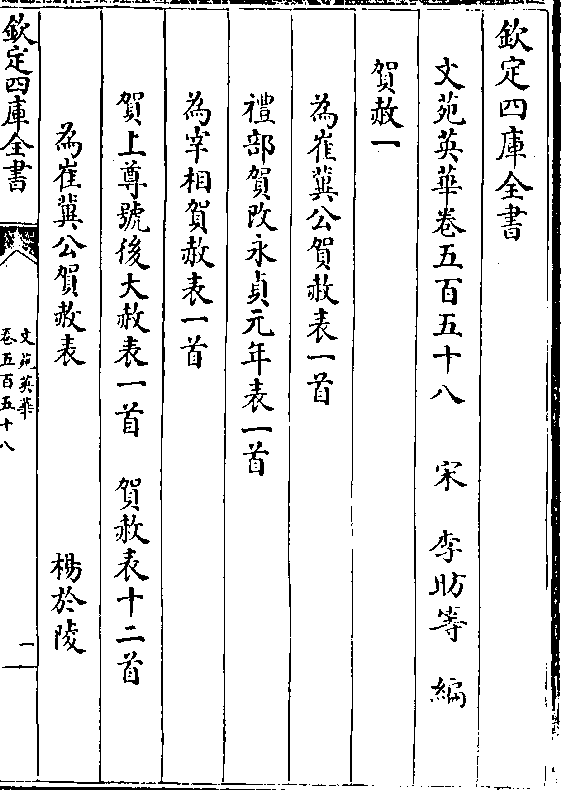 欽定四庫全書
文苑英華卷五百五十八　宋　李昉等　編
賀赦一
為崔冀公賀赦表一首
禮部賀改永貞元年表一首
為宰相賀赦表一首
賀上尊號後大赦表一首　賀赦表十二首
為崔冀公賀赦表　楊於陵
欽定四庫全書
文苑英華
卷五百五十八
一